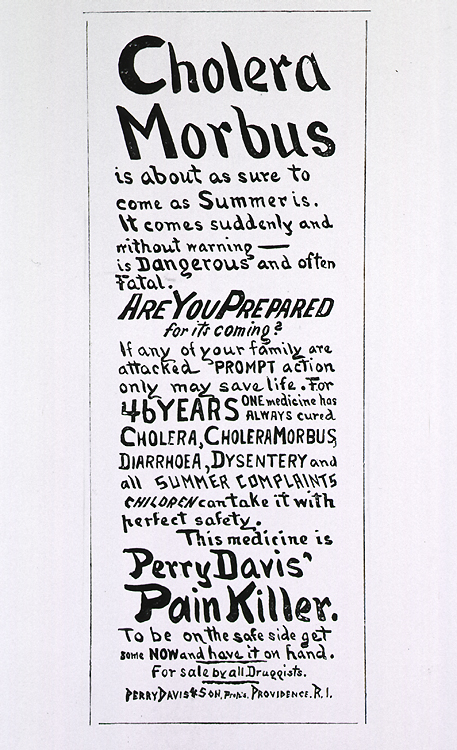 Cholera
Morbus
is about as sure to
come as Summer is.
It comes suddenly and
without warning —
is Dangerous and often
Fatal.
ARE YOU PREPARED
for its coming?
If any of your family are
attacked PROMPT action
only may save life. For
46 YEARS ONE medicine has
ALWAYS cured
CHOLERA, CHOLERA MORBUS,
DIARRHOEA, DYSENTERY and
all SUMMER COMPLAINTS
CHILDREN can take it with
perfect safety.
This medicine is
Perry Davis'
Pain Killer.
To be on the safe side get
some NOW and have it on hand.
For sale by all Druggists.
PERRY DAVIS & SON, Prop's. PROVIDENCE. R.I.